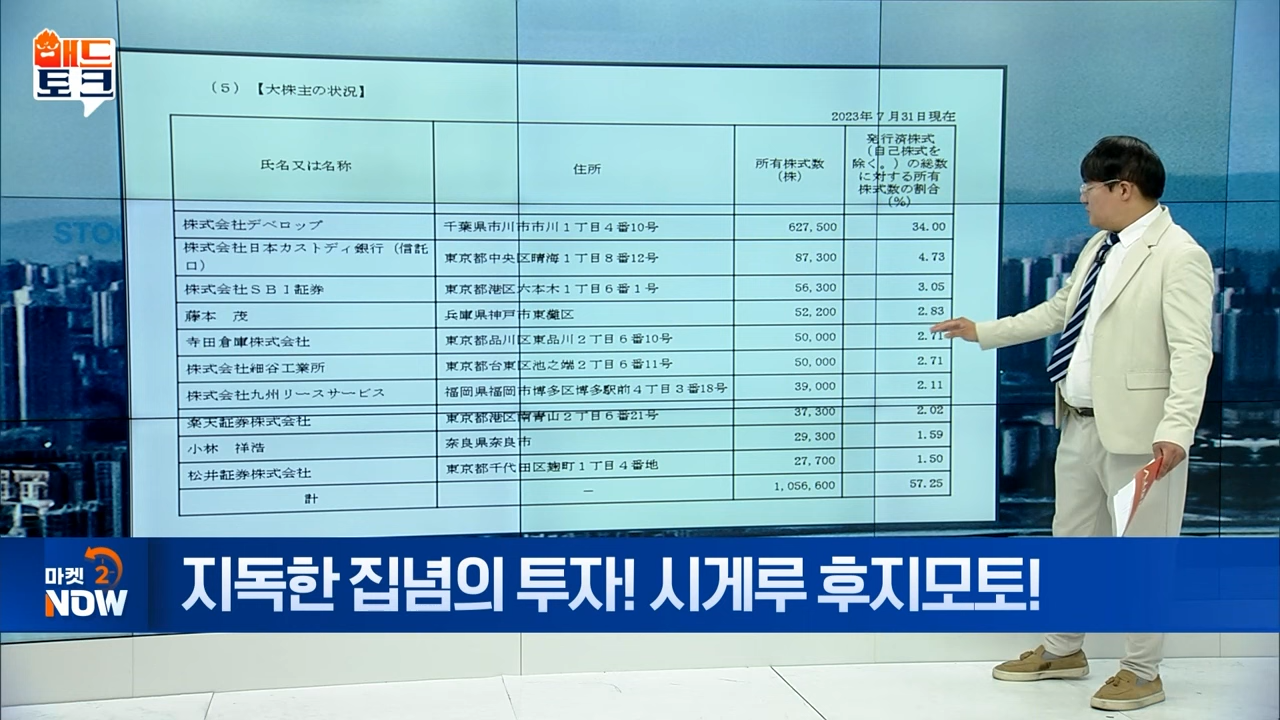 매드
토크
(5) 【大株主の状況】
2023年7月31日現在
氏名又は名称 住所 所有株式数
(株) 発行済株式
(自己株式を
除く。)の総数
に対する所有
株式数の割合
(%)
株式会社デベロップ 千葉県市川市市川1丁目4番10号 627,500 34.00
株式会社日本カストディ銀行(信託
口) 東京都中央区晴海1丁目8番12号 87,300 4.73
株式会社SBI証券 東京都港区六本木1丁目6番1号 56,300 3.05
藤本 茂 兵庫県神戸市東灘区 52,200 2.83
寺田倉庫株式会社 東京都品川区東品川2丁目6番10号 50,000 2.71
株式会社細谷工業所 東京都台東区池之端2丁目6番11号 50,000 2.71
株式会社九州リースサービス 福岡県福岡市博多区博多駅前4丁目3番18号 39,000 2.11
楽天証券株式会社 東京都港区南青山2丁目6番21号 37,300 2.02
小林 祥浩 奈良県奈良市 29,300 1.59
松井証券株式会社 東京都千代田区麹町1丁目4番地 27,700 1.50
計 － 1,056,600 57.25
마켓 2
NOW
지독한 집념의 투자! 시게루 후지모토!